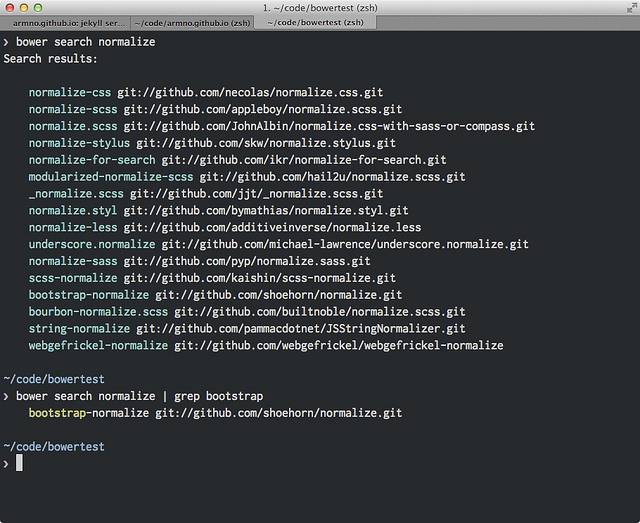 1. ~/code/bowertest (zsh)
armno.github.io: jekyll ser... ~/code/armno.github.io (zsh) ~/code/bowertest (zsh)
❯ bower search normalize
Search results:
normalize-css git://github.com/necolas/normalize.css.git
normalize-scss git://github.com/appleboy/normalize.scss.git
normalize.scss git://github.com/JohnAlbin/normalize.css-with-sass-or-compass.git
normalize-stylus git://github.com/skw/normalize.stylus.git
normalize-for-search git://github.com/ikr/normalize-for-search.git
modularized-normalize-scss git://github.com/hail2u/normalize.scss.git
_normalize.scss git://github.com/jjt/_normalize.scss.git
normalize.styl git://github.com/bymathias/normalize.styl.git
normalize-less git://github.com/additiveinverse/normalize.less
underscore.normalize git://github.com/michael-lawrence/underscore.normalize.git
normalize-sass git://github.com/pyp/normalize.sass.git
scss-normalize git://github.com/kaishin/scss-normalize.git
bootstrap-normalize git://github.com/shoehorn/normalize.git
bourbon-normalize.scss git://github.com/builtnoble/normalize.scss.git
string-normalize git://github.com/pammacdotnet/JSStringNormalizer.git
webgefrickel-normalize git://github.com/webgefrickel/webgefrickel-normalize
~/code/bowertest
❯ bower search normalize | grep bootstrap
bootstrap-normalize git://github.com/shoehorn/normalize.git
~/code/bowertest
❯